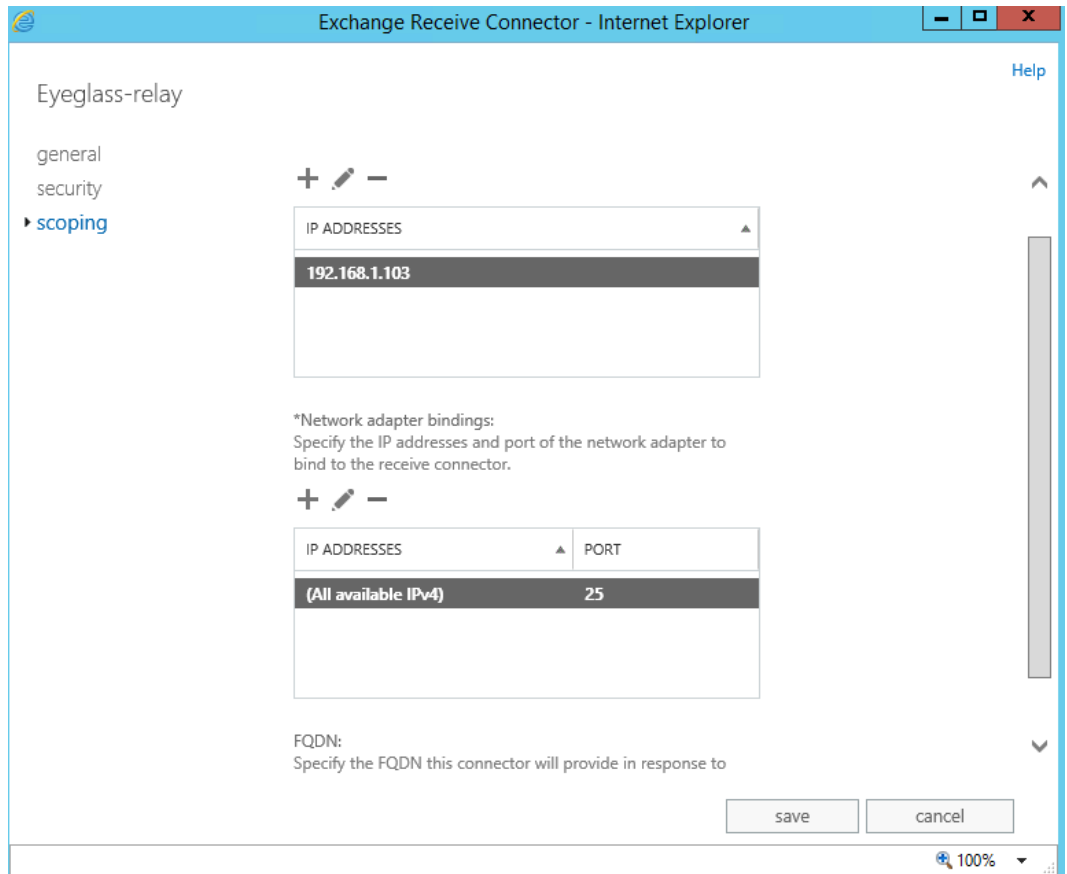 Exchange Receive Connector - Internet Explorer
Help
Eyeglass-relay
general
security
scoping
IP ADDRESSES
192.168.1.103
*Network adapter bindings:
Specify the IP addresses and port of the network adapter to
bind to the receive connector.
IP ADDRESSES PORT
(All available IPv4) 25
FQDN:
Specify the FQDN this connector will provide in response to
save cancel
100%